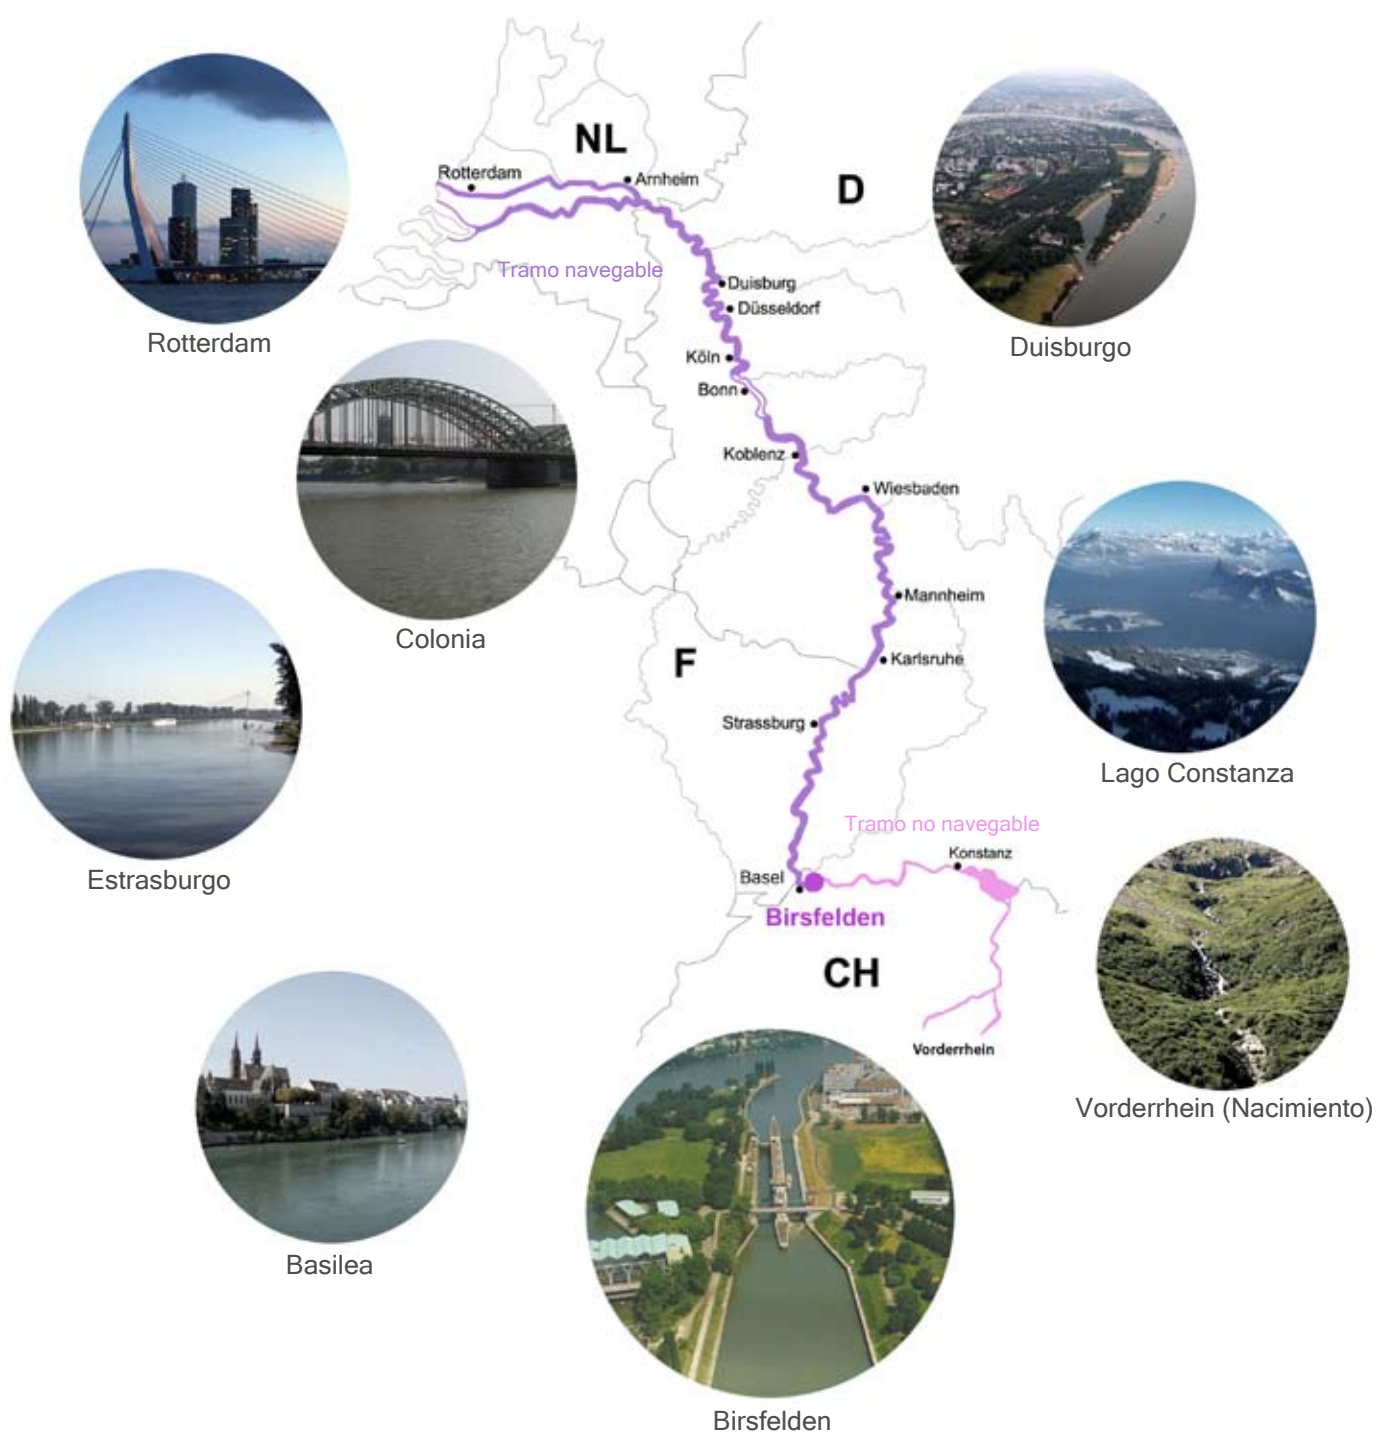 NL
Rotterdam
Arnheim
D
Tramo navegable
Duisburg
Düsseldorf
Köln
Bonn
Koblenz
Wiesbaden
Mannheim
F
Karlsruhe
Strassburg
Tramo no navegable
Konstanz
Basel
Birsfelden
CH
Vorderrhein
Rotterdam
Duisburgo
Colonia
Lago Constanza
Estrasburgo
Vorderrhein (Nacimiento)
Basilea
Birsfelden